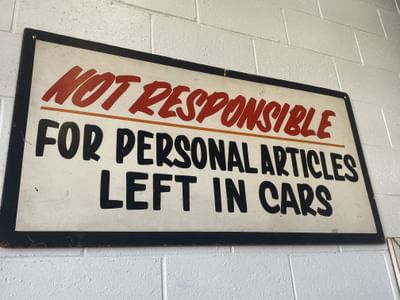 NOT RESPONSIBLE
FOR PERSONAL ARTICLES
LEFT IN CARS